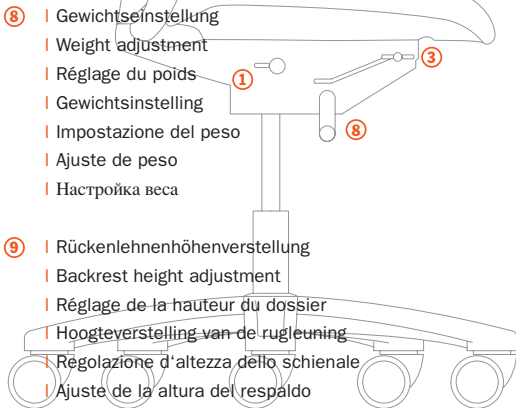 ⑧ | Gewichtseinstellung
| Weight adjustment
| Réglage du poids
| Gewichtsinstelling
| Impostazione del peso
| Ajuste de peso
| Настройка веса
①
③
⑧
⑨ | Rückenlehnenhöhenverstellung
| Backrest height adjustment
| Réglage de la hauteur du dossier
| Hoogteverstelling van de rugleuning
| Regolazione d‘altezza dello schienale
| Ajuste de la altura del respaldo